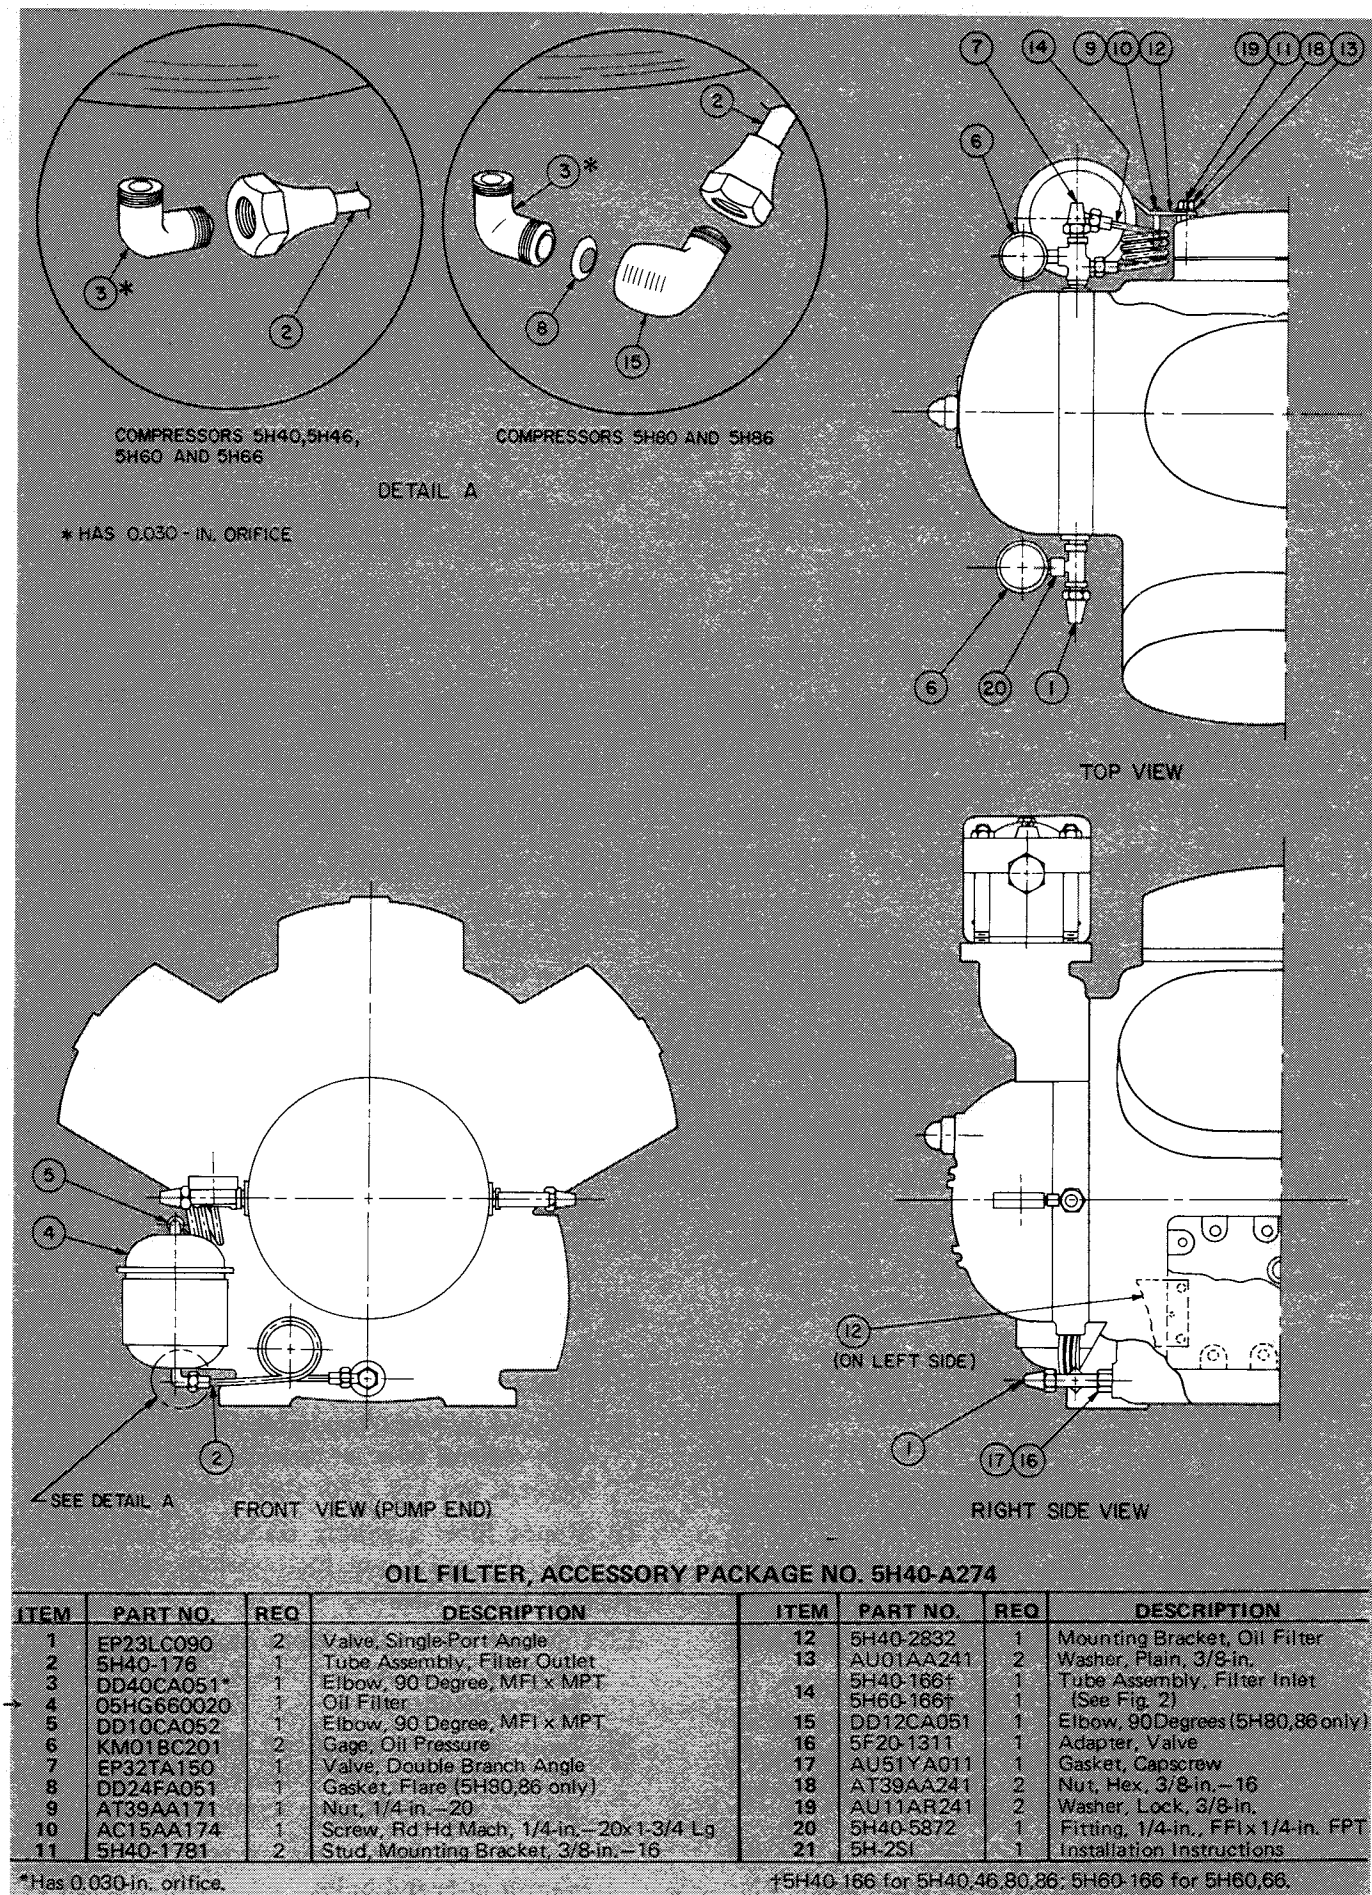 7 14 9 10 12 19 11 18 13
2
6
3*
3*
2
8
15
COMPRESSORS 5H40,5H46,
5H60 AND 5H66
COMPRESSORS 5H80 AND 5H86
DETAIL A
* HAS 0.030-IN. ORIFICE
6 20 1
TOP VIEW
5
4
12
(ON LEFT SIDE)
2
1
17 16
SEE DETAIL A
FRONT VIEW (PUMP END)
RIGHT SIDE VIEW
OIL FILTER, ACCESSORY PACKAGE NO. 5H40-A274
ITEM PART NO. REQ DESCRIPTION ITEM PART NO. REQ DESCRIPTION
1 EP23LC090 2 Valve, Single-Port Angle 12 5H40-2832 1 Mounting Bracket, Oil Filter
2 5H40-176 1 Tube Assembly, Filter Outlet 13 AU01AA241 2 Washer, Plain, 3/8-in.
3 DD40CA051* 1 Elbow, 90 Degree, MFI x MPT 14 5H40-166† 1 Tube Assembly, Filter Inlet
→ 4 05HG660020 1 Oil Filter 5H60-166† 1 (See Fig. 2)
5 DD10CA052 1 Elbow, 90 Degree, MFI x MPT 15 DD12CA051 1 Elbow, 90 Degrees (5H80,86 only)
6 KM01BC201 2 Gage, Oil Pressure 16 5F20-1311 1 Adapter, Valve
7 EP32TA150 1 Valve, Double Branch Angle 17 AU51YA011 1 Gasket, Capscrew
8 DD24FA051 1 Gasket, Flare (5H80,86 only) 18 AT39AA241 2 Nut, Hex, 3/8-in.–16
9 AT39AA171 1 Nut, 1/4-in.–20 19 AU11AR241 2 Washer, Lock, 3/8-in.
10 AC15AA174 1 Screw, Rd Hd Mach, 1/4-in.–20x1-3/4 Lg 20 5H40-5872 1 Fitting, 1/4-in., FFI x 1/4-in. FPT
11 5H40-1781 2 Stud, Mounting Bracket, 3/8-in.–16 21 5H-2SI 1 Installation Instructions
*Has 0.030-in. orifice. †5H40-166 for 5H40,46,80,86; 5H60-166 for 5H60,66.